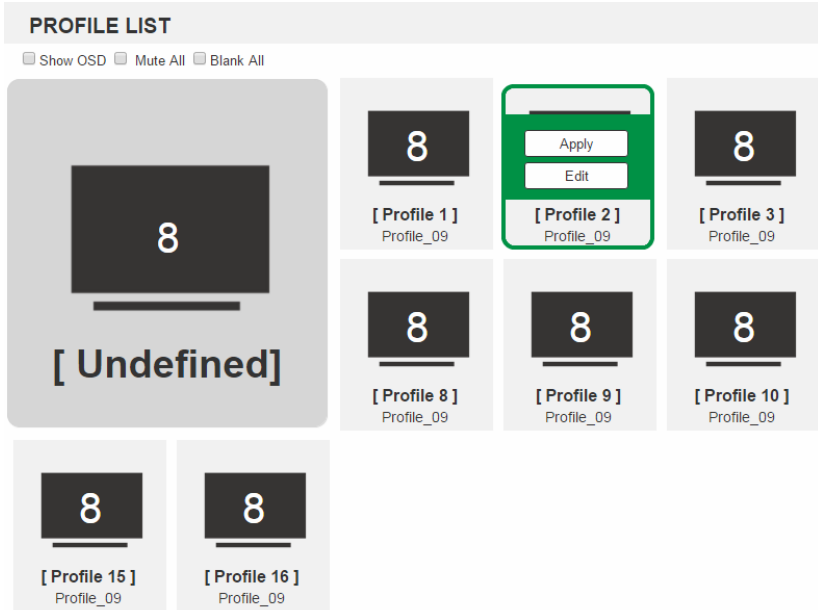 PROFILE LIST
Show OSD Mute All Blank All
8
[ Undefined]
8
[ Profile 1 ]
Profile_09
Apply
Edit
[ Profile 2 ]
Profile_09
8
[ Profile 3 ]
Profile_09
8
[ Profile 8 ]
Profile_09
8
[ Profile 9 ]
Profile_09
8
[ Profile 10 ]
Profile_09
8
[ Profile 15 ]
Profile_09
8
[ Profile 16 ]
Profile_09